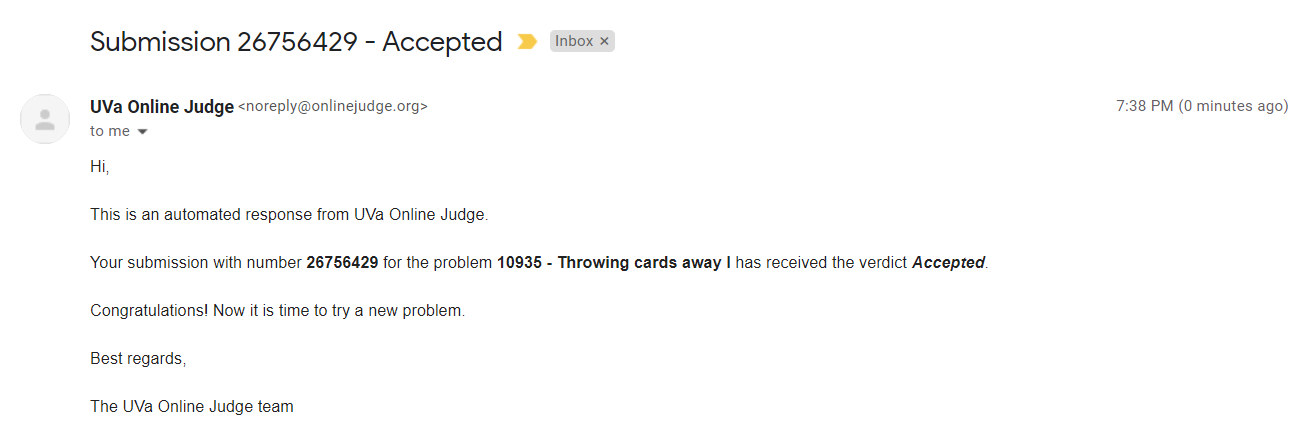 Submission 26756429 - Accepted Inbox ×
UVa Online Judge <noreply@onlinejudge.org> 7:38 PM (0 minutes ago)
to me
Hi,
This is an automated response from UVa Online Judge.
Your submission with number 26756429 for the problem 10935 - Throwing cards away I has received the verdict Accepted.
Congratulations! Now it is time to try a new problem.
Best regards,
The UVa Online Judge team